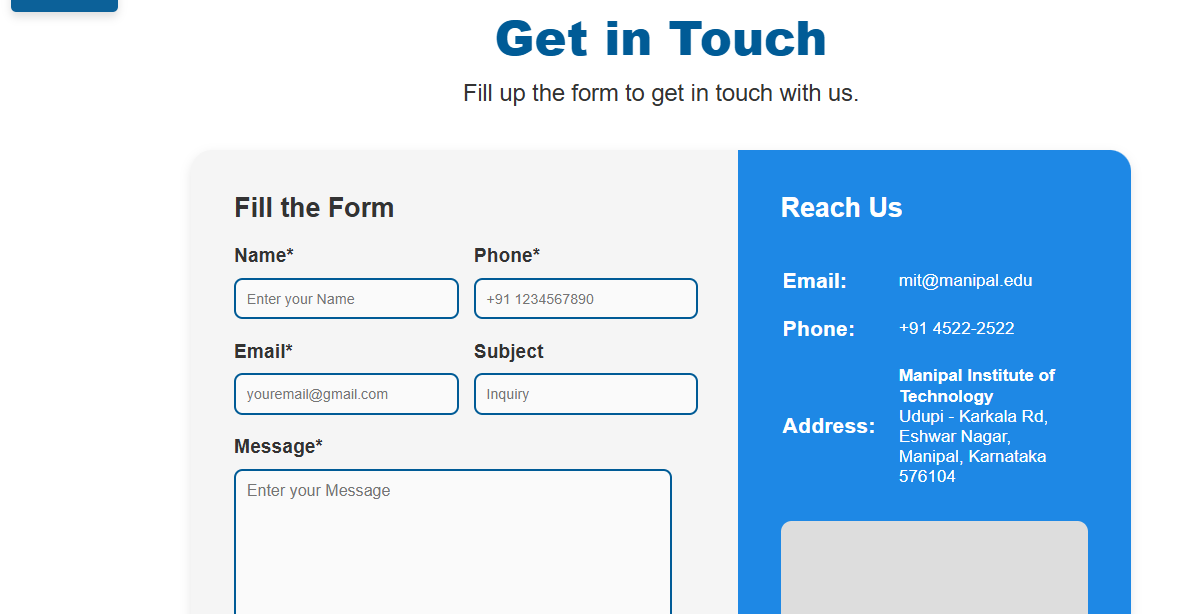 Get in Touch
Fill up the form to get in touch with us.
Fill the Form
Name*
Phone*
Enter your Name
+91 1234567890
Email*
Subject
youremail@gmail.com
Inquiry
Message*
Enter your Message
Reach Us
Email:
mit@manipal.edu
Phone:
+91 4522-2522
Address:
Manipal Institute of
Technology
Udupi - Karkala Rd,
Eshwar Nagar,
Manipal, Karnataka
576104